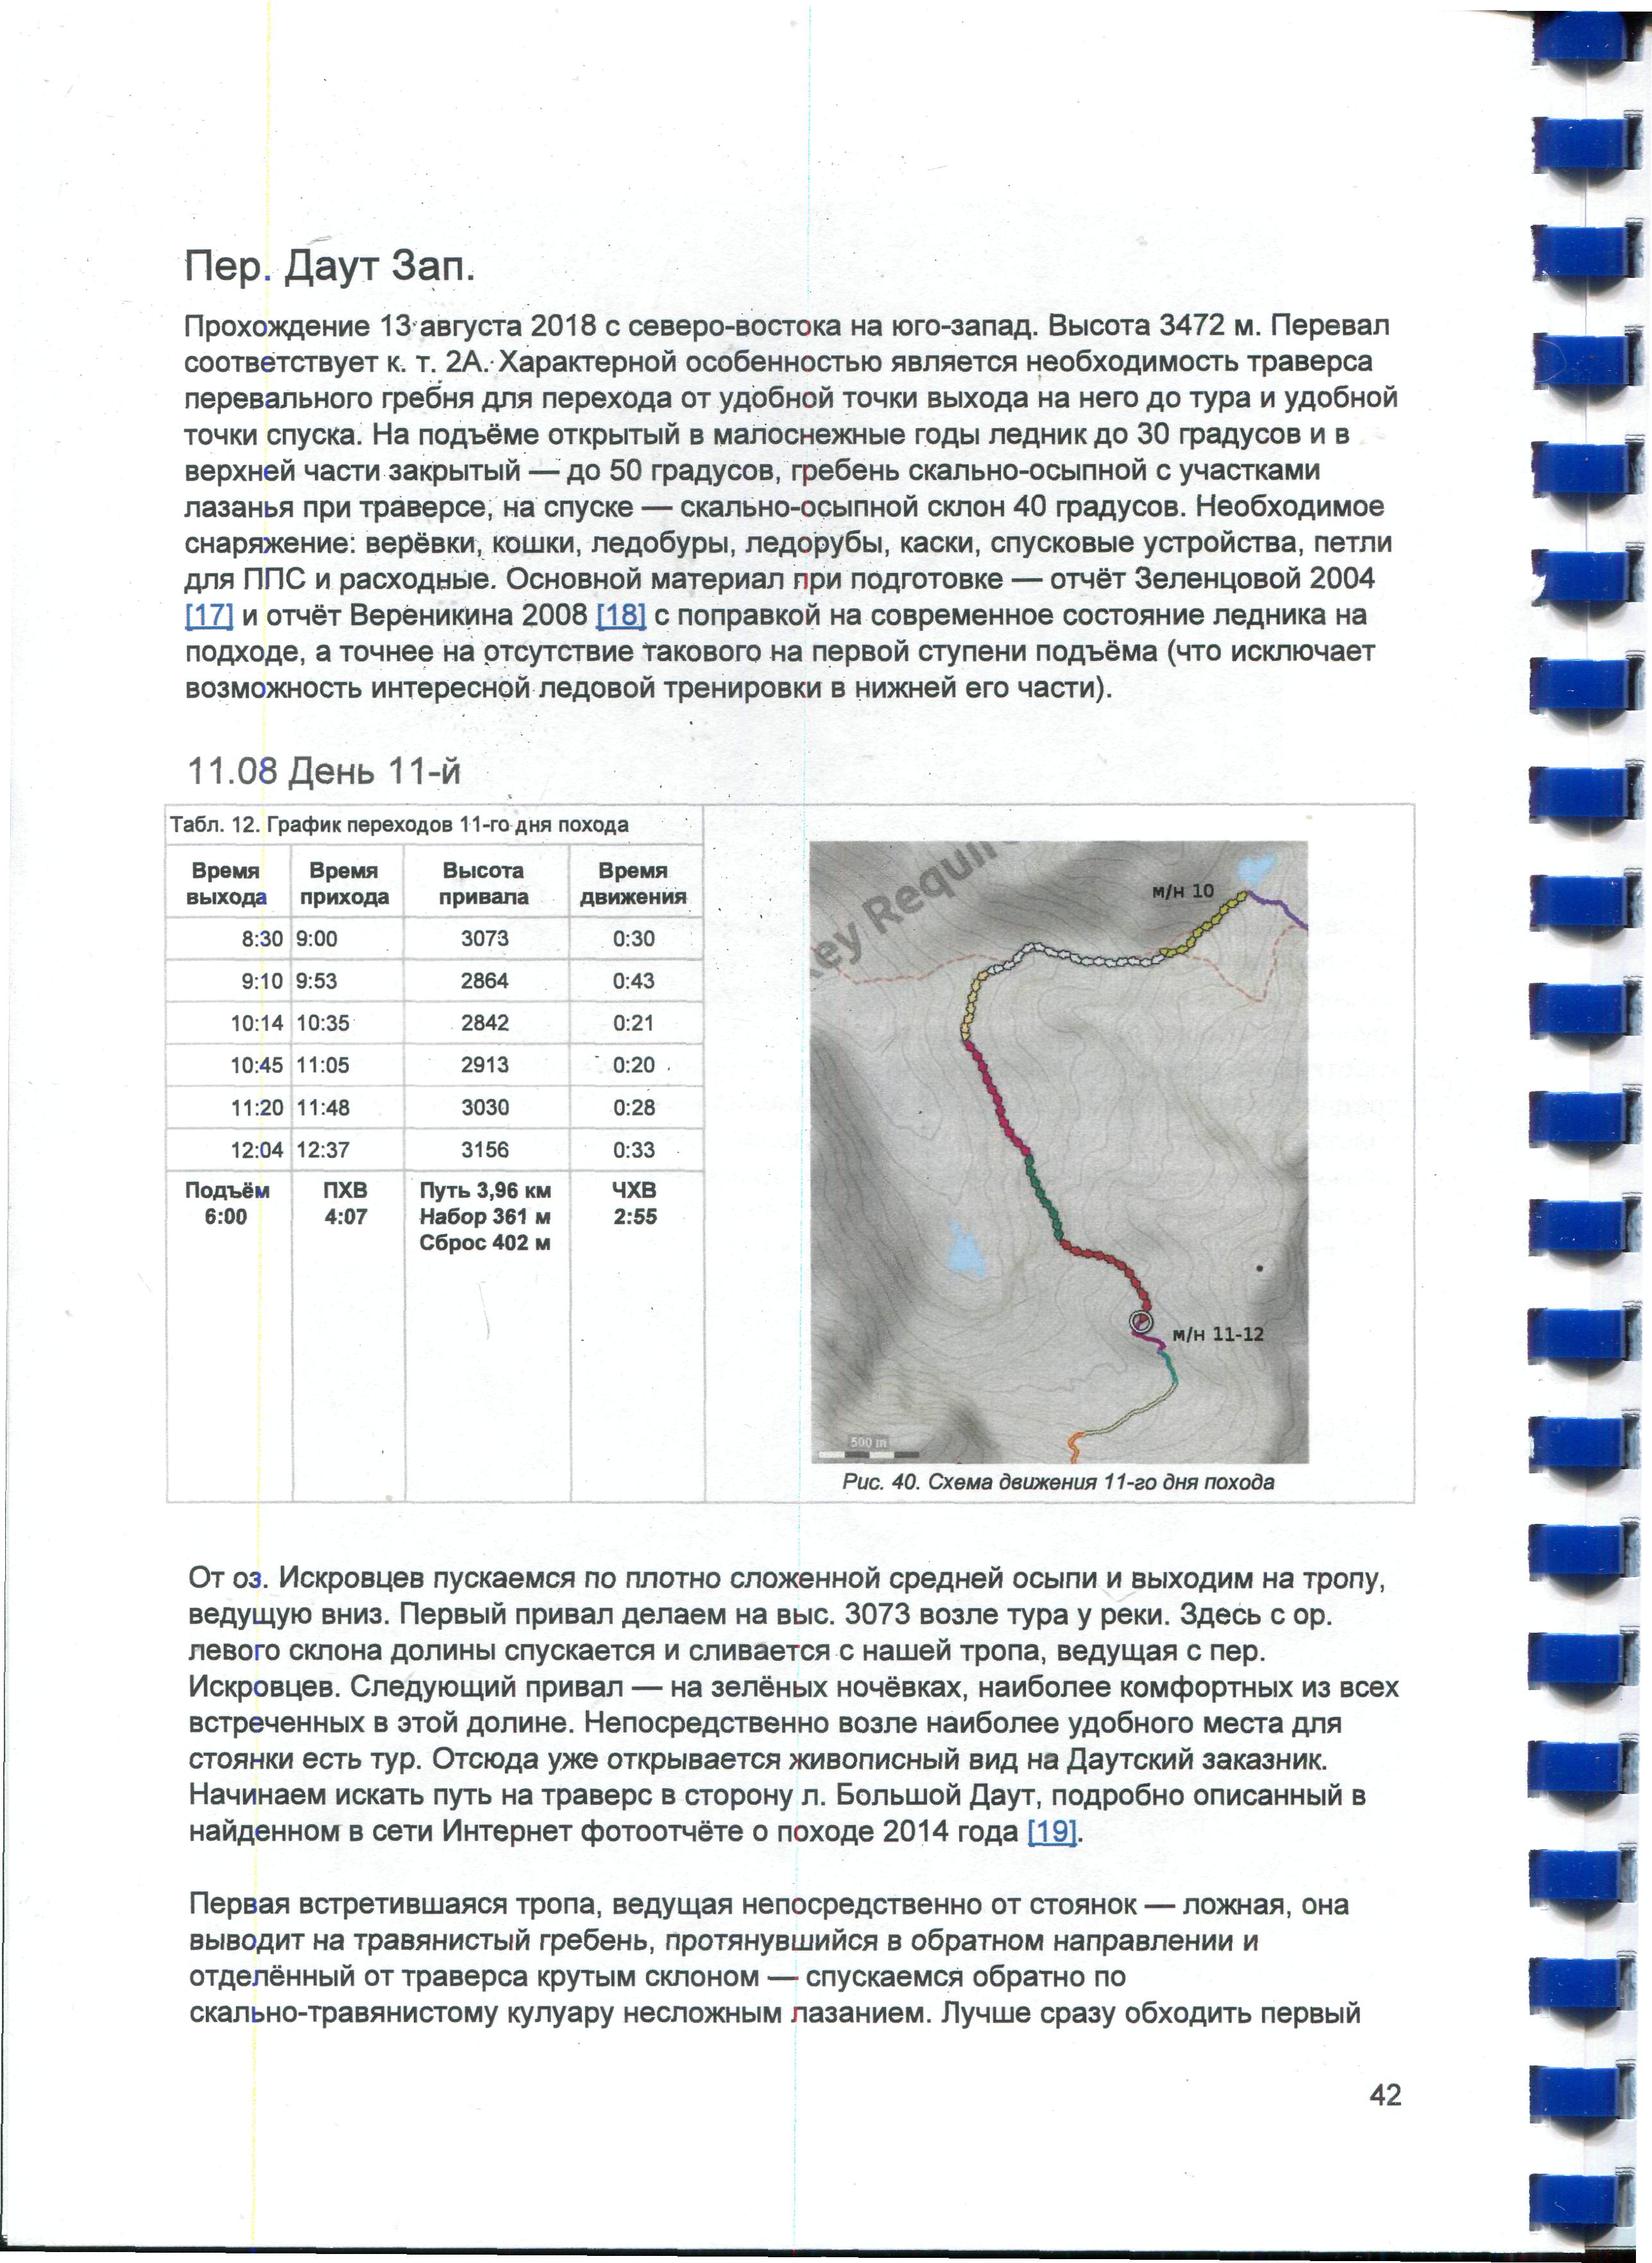 Пер. Даут Зап.
Прохождение 13 августа 2018 с северо-востока на юго-запад. Высота 3472 м. Перевал
соответствует к. т. 2А. Характерной особенностью является необходимость траверса
перевального гребня для перехода от удобной точки выхода на него до тура и удобной
точки спуска. На подъёме открытый в малоснежные годы ледник до 30 градусов и в
верхней части закрытый — до 50 градусов, гребень скально-осыпной с участками
лазанья при траверсе, на спуске — скально-осыпной склон 40 градусов. Необходимое
снаряжение: верёвки, кошки, ледобуры, ледорубы, каски, спусковые устройства, петли
для ППС и расходные. Основной материал при подготовке — отчёт Зеленцовой 2004
[17] и отчёт Вереникина 2008 [18] с поправкой на современное состояние ледника на
подходе, а точнее на отсутствие такового на первой ступени подъёма (что исключает
возможность интересной ледовой тренировки в нижней его части).
11.08 День 11-й
Табл. 12. График переходов 11-го дня похода
Время выхода Время прихода Высота привала Время движения
8:30 9:00 3073 0:30
9:10 9:53 2864 0:43
10:14 10:35 2842 0:21
10:45 11:05 2913 0:20
11:20 11:48 3030 0:28
12:04 12:37 3156 0:33
Подъём ПХВ Путь 3,96 км ЧХВ
6:00 4:07 Набор 361 м 2:55
Сброс 402 м
м/н 10
м/н 11-12
500 m
Рис. 40. Схема движения 11-го дня похода
От оз. Искровцев пускаемся по плотно сложенной средней осыпи и выходим на тропу,
ведущую вниз. Первый привал делаем на выс. 3073 возле тура у реки. Здесь с ор.
левого склона долины спускается и сливается с нашей тропа, ведущая с пер.
Искровцев. Следующий привал — на зелёных ночёвках, наиболее комфортных из всех
встреченных в этой долине. Непосредственно возле наиболее удобного места для
стоянки есть тур. Отсюда уже открывается живописный вид на Даутский заказник.
Начинаем искать путь на траверс в сторону л. Большой Даут, подробно описанный в
найденном в сети Интернет фотоотчёте о походе 2014 года [19].
Первая встретившаяся тропа, ведущая непосредственно от стоянок — ложная, она
выводит на травянистый гребень, протянувшийся в обратном направлении и
отделённый от траверса крутым склоном — спускаемся обратно по
скально-травянистому кулуару несложным лазанием. Лучше сразу обходить первый
42